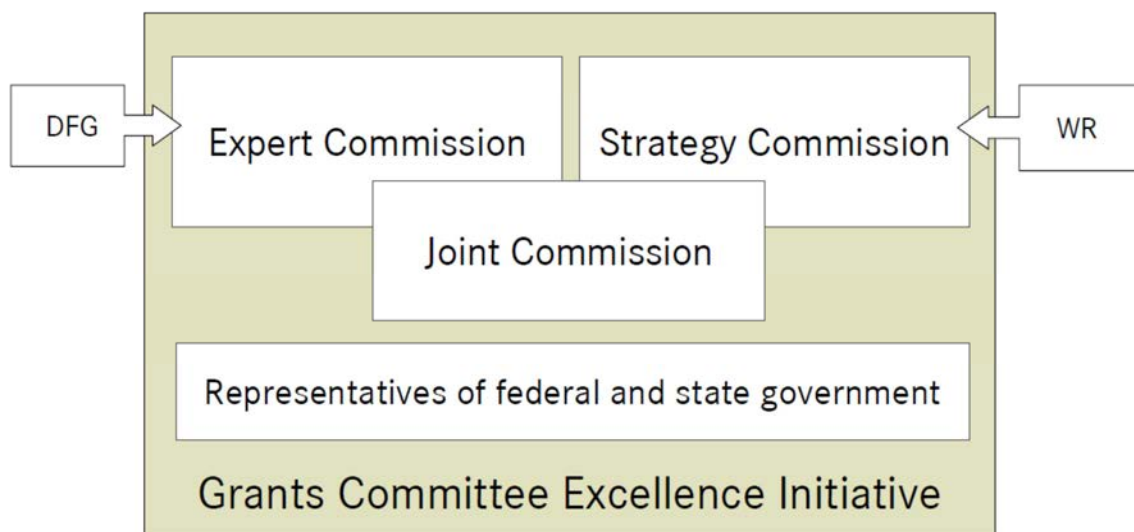 DFG
Expert Commission
Strategy Commission
WR
Joint Commission
Representatives of federal and state government
Grants Committee Excellence Initiative